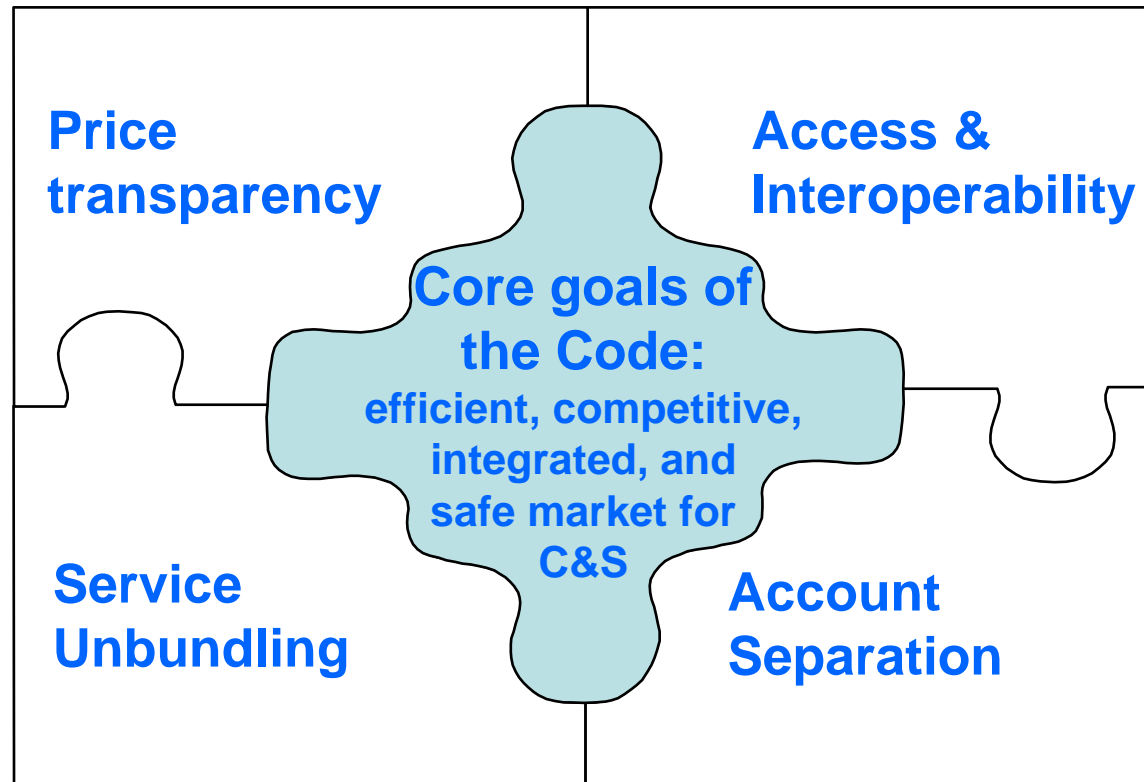 Price
transparency
Access &
Interoperability
Core goals of
the Code:
efficient, competitive,
integrated, and
safe market for
C&S
Service
Unbundling
Account
Separation